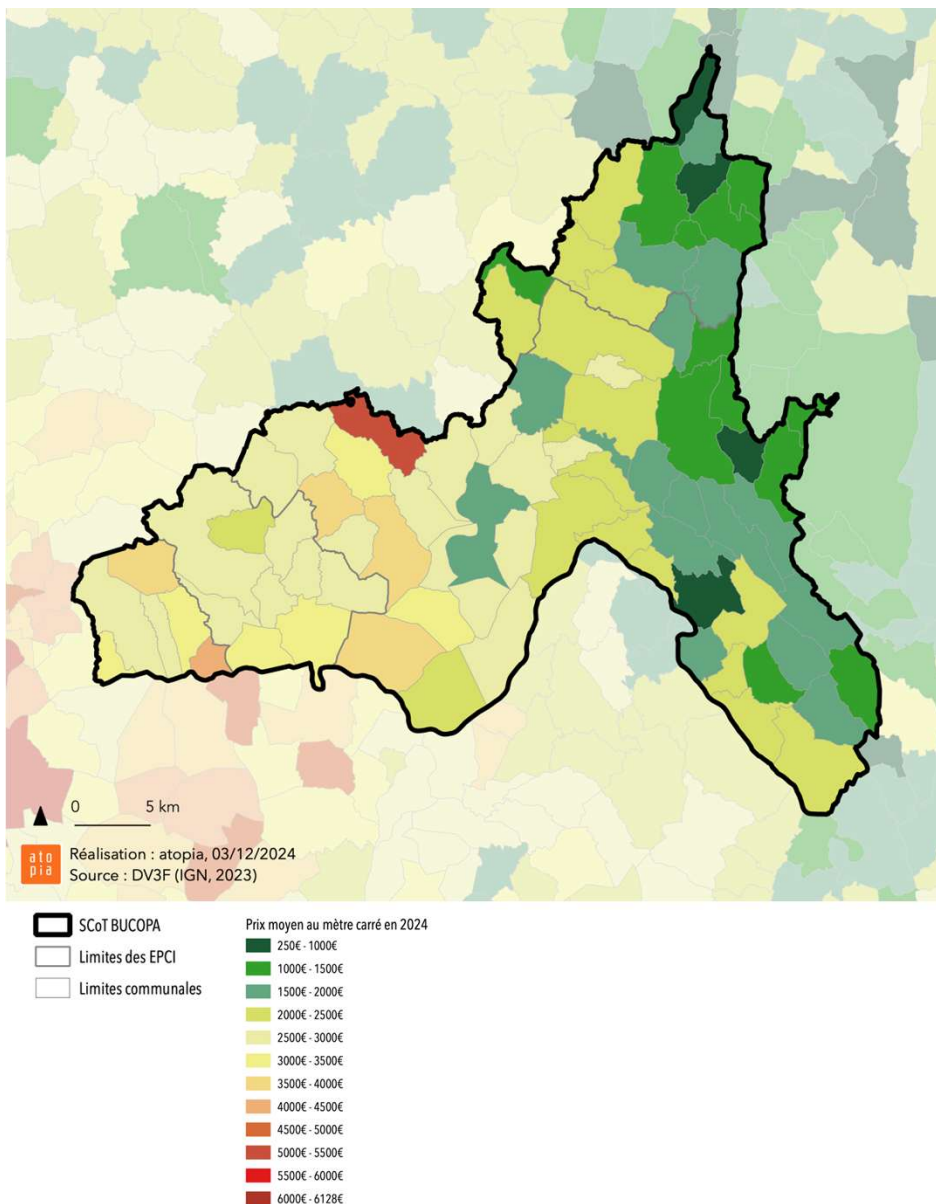 0 5 km
ato
pia
Réalisation : atopia, 03/12/2024
Source : DV3F (IGN, 2023)
SCoT BUCOPA
Limites des EPCI
Limites communales
Prix moyen au mètre carré en 2024
250€ - 1000€
1000€ - 1500€
1500€ - 2000€
2000€ - 2500€
2500€ - 3000€
3000€ - 3500€
3500€ - 4000€
4000€ - 4500€
4500€ - 5000€
5000€ - 5500€
5500€ - 6000€
6000€ - 6128€